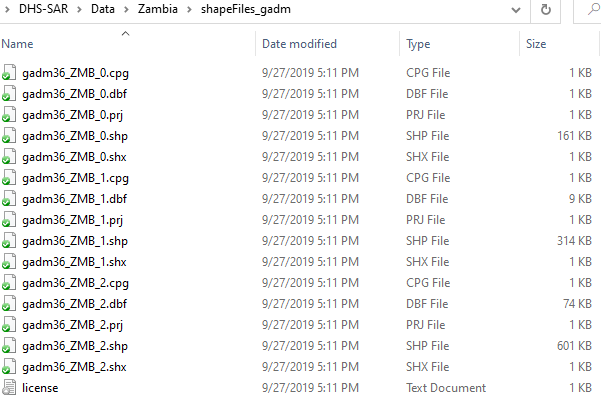 DHS-SAR > Data > Zambia > shapeFiles_gadm
Name Date modified Type Size
gadm36_ZMB_0.cpg 9/27/2019 5:11 PM CPG File 1 KB
gadm36_ZMB_0.dbf 9/27/2019 5:11 PM DBF File 1 KB
gadm36_ZMB_0.prj 9/27/2019 5:11 PM PRJ File 1 KB
gadm36_ZMB_0.shp 9/27/2019 5:11 PM SHP File 161 KB
gadm36_ZMB_0.shx 9/27/2019 5:11 PM SHX File 1 KB
gadm36_ZMB_1.cpg 9/27/2019 5:11 PM CPG File 1 KB
gadm36_ZMB_1.dbf 9/27/2019 5:11 PM DBF File 9 KB
gadm36_ZMB_1.prj 9/27/2019 5:11 PM PRJ File 1 KB
gadm36_ZMB_1.shp 9/27/2019 5:11 PM SHP File 314 KB
gadm36_ZMB_1.shx 9/27/2019 5:11 PM SHX File 1 KB
gadm36_ZMB_2.cpg 9/27/2019 5:11 PM CPG File 1 KB
gadm36_ZMB_2.dbf 9/27/2019 5:11 PM DBF File 74 KB
gadm36_ZMB_2.prj 9/27/2019 5:11 PM PRJ File 1 KB
gadm36_ZMB_2.shp 9/27/2019 5:11 PM SHP File 601 KB
gadm36_ZMB_2.shx 9/27/2019 5:11 PM SHX File 1 KB
license 9/27/2019 5:11 PM Text Document 1 KB